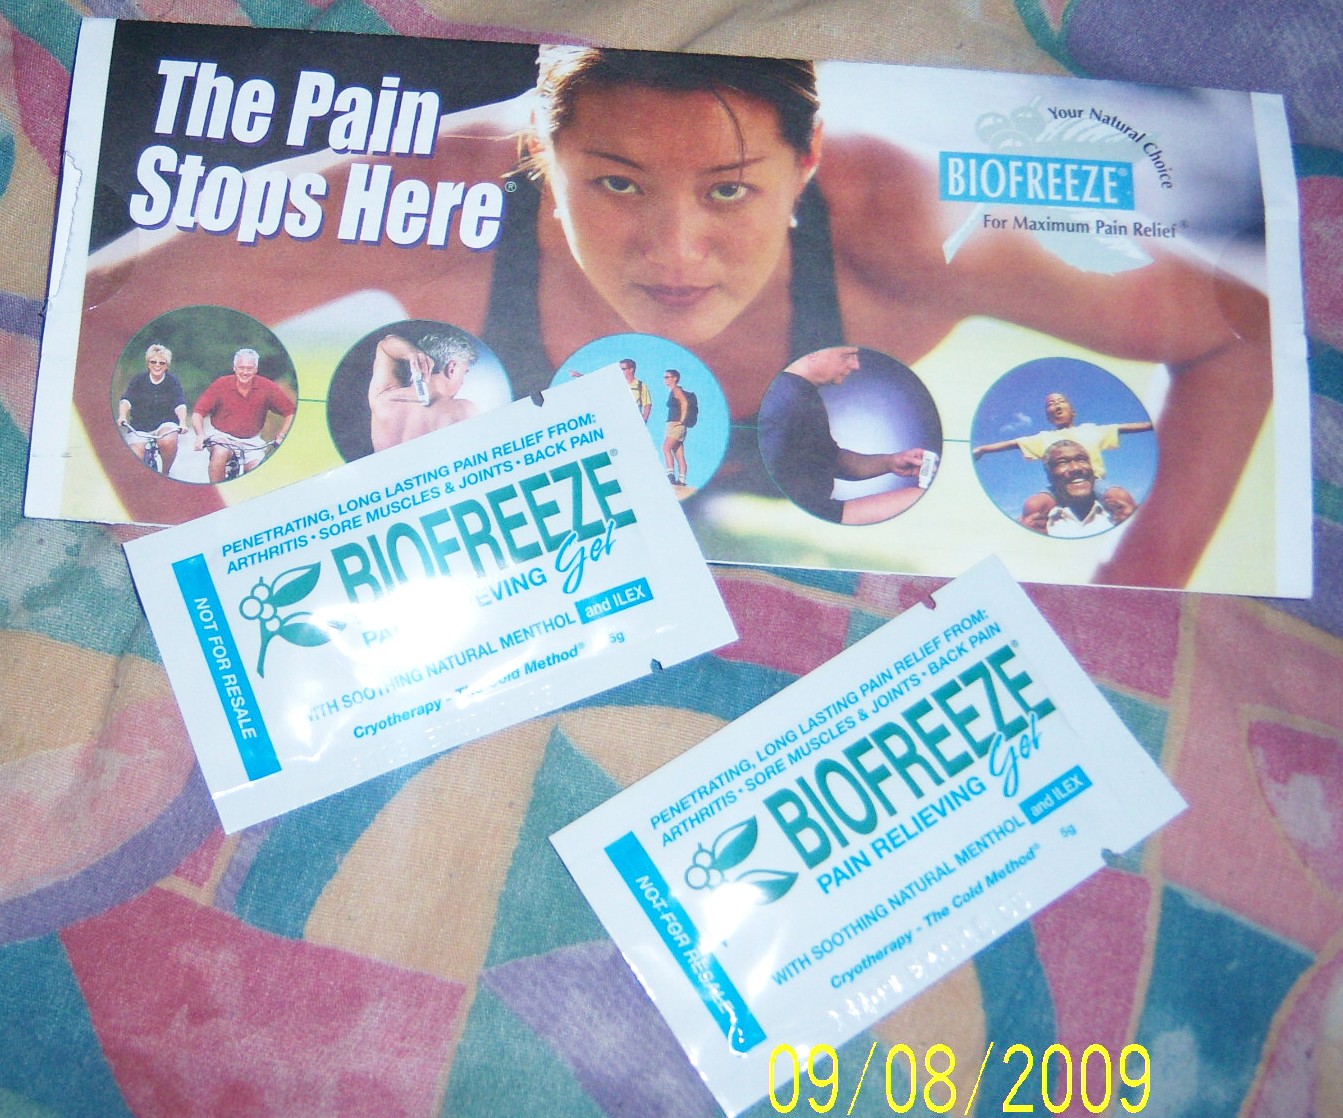 The Pain
Stops Here®
Your Natural Choice
BIOFREEZE®
For Maximum Pain Relief®
PENETRATING, LONG LASTING PAIN RELIEF FROM:
ARTHRITIS • SORE MUSCLES & JOINTS • BACK PAIN
BIOFREEZE®
EVING Gel
WITH SOOTHING NATURAL MENTHOL and ILEX
Cryotherapy - The Cold Method®
5g
NOT FOR RESALE
PENETRATING, LONG LASTING PAIN RELIEF FROM:
ARTHRITIS • SORE MUSCLES & JOINTS • BACK PAIN
BIOFREEZE®
PAIN RELIEVING Gel
WITH SOOTHING NATURAL MENTHOL and ILEX
Cryotherapy - The Cold Method®
5g
NOT FOR RESALE
09/08/2009